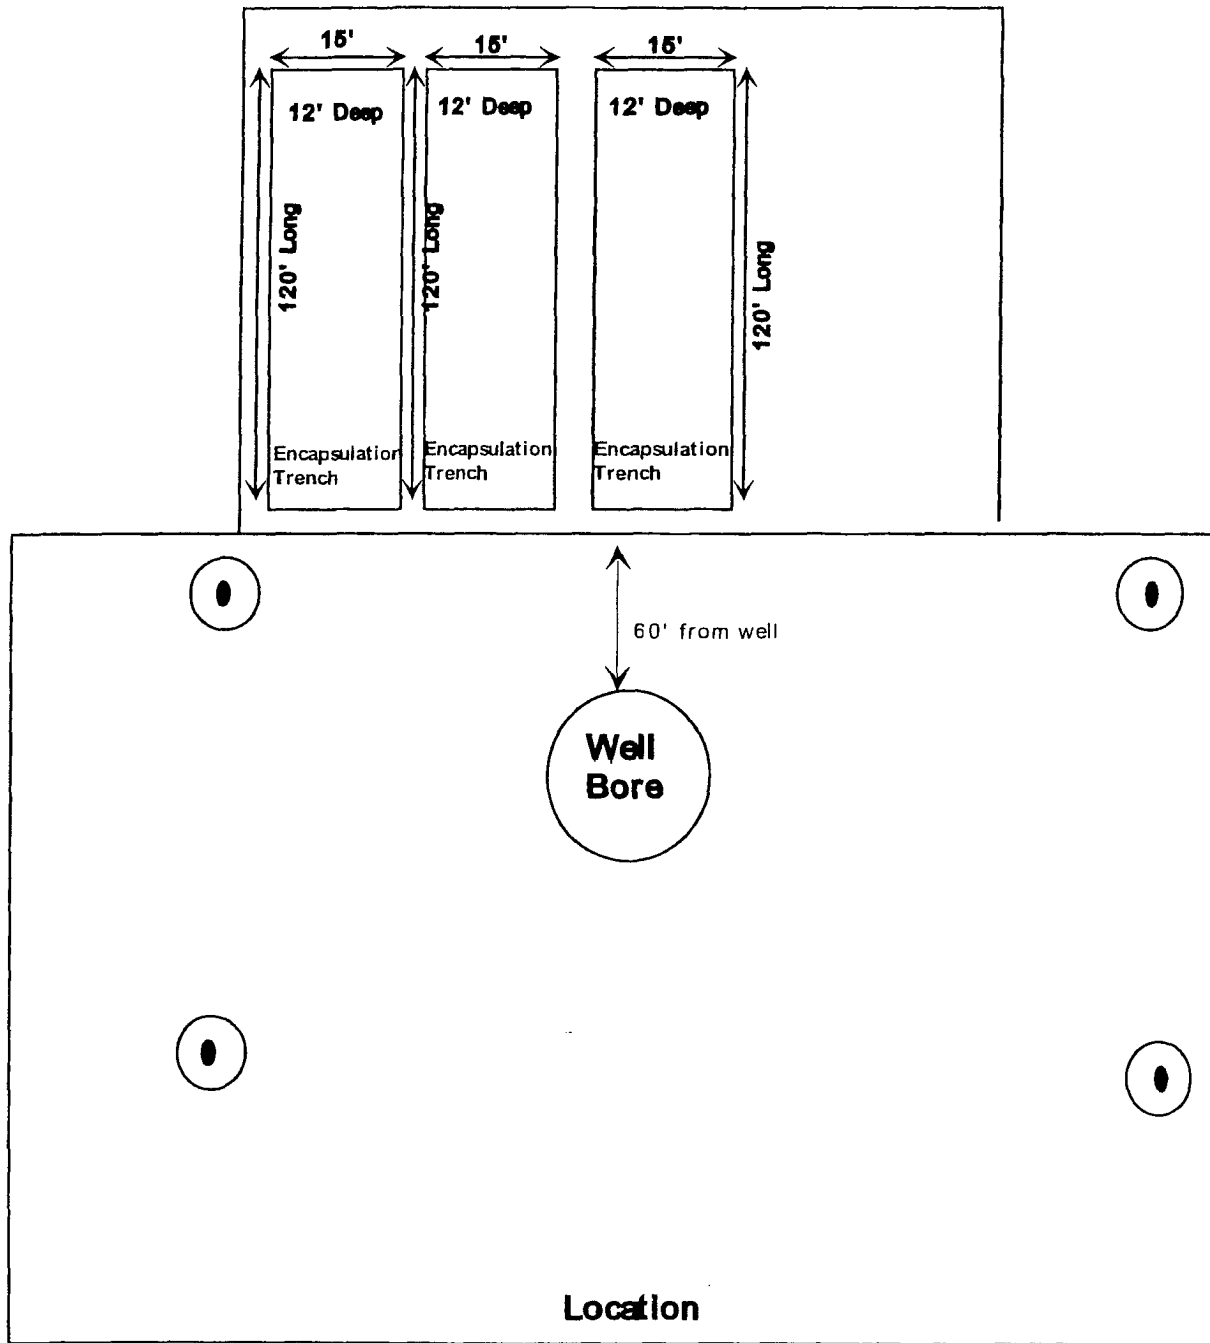 15'
15'
15'
12' Deep
12' Deep
12' Deep
120' Long
120' Long
120' Long
Encapsulation
Trench
Encapsulation
Trench
Encapsulation
Trench
60' from well
Well
Bore
Location